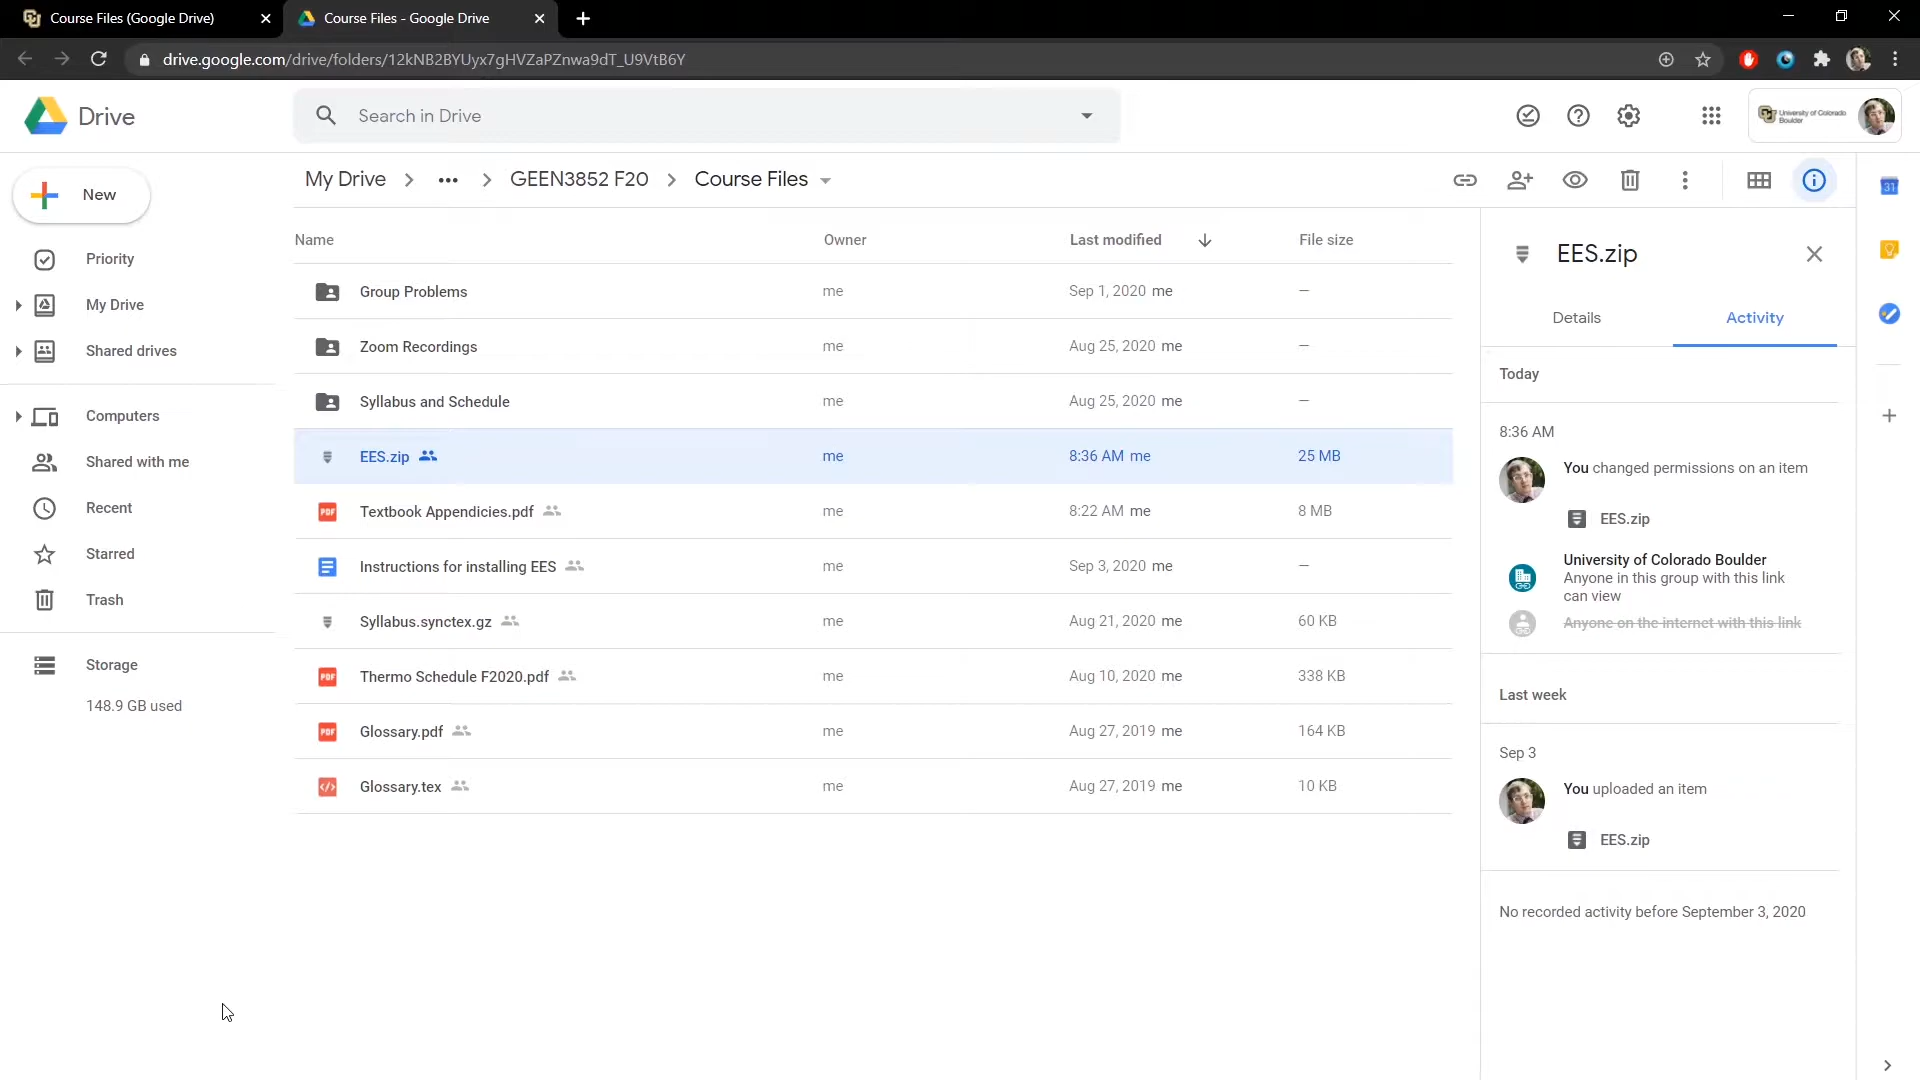 Course Files (Google Drive)
Course Files - Google Drive
drive.google.com/drive/folders/12kNB2BYUyx7gHVZaPZnwa9dT_U9VtB6Y
Drive
Search in Drive
University of Colorado
Boulder
New
My Drive
GEEN3852 F20
Course Files
Priority
My Drive
Shared drives
Computers
Shared with me
Recent
Starred
Trash
Storage
148.9 GB used
Name Owner Last modified File size
Group Problems me Sep 1, 2020 me —
Zoom Recordings me Aug 25, 2020 me —
Syllabus and Schedule me Aug 25, 2020 me —
EES.zip me 8:36 AM me 25 MB
PDF Textbook Appendicies.pdf me 8:22 AM me 8 MB
Instructions for installing EES me Sep 3, 2020 me —
Syllabus.synctex.gz me Aug 21, 2020 me 60 KB
PDF Thermo Schedule F2020.pdf me Aug 10, 2020 me 338 KB
PDF Glossary.pdf me Aug 27, 2019 me 164 KB
Glossary.tex me Aug 27, 2019 me 10 KB
EES.zip
Details Activity
Today
8:36 AM
You changed permissions on an item
EES.zip
University of Colorado Boulder
Anyone in this group with this link
can view
Anyone on the internet with this link
Last week
Sep 3
You uploaded an item
EES.zip
No recorded activity before September 3, 2020
31